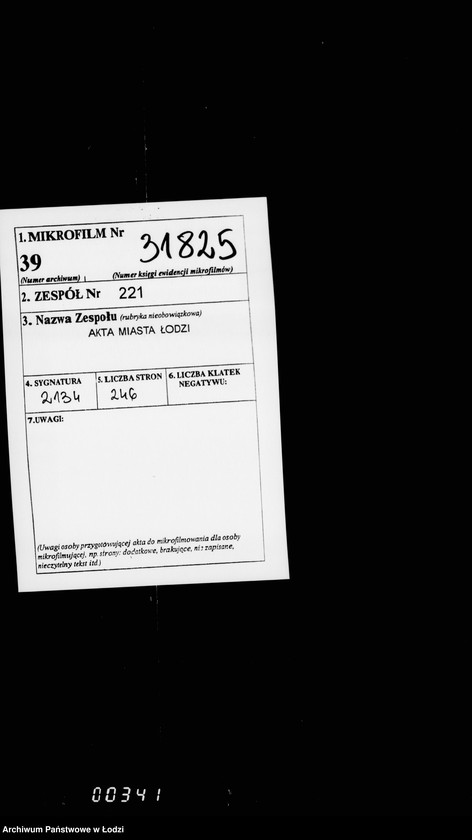 1. MIKROFILM Nr
31825
39
(Numer archiwum) (Numer księgi ewidencji mikrofilmów)
2. ZESPÓŁ Nr 221
3. Nazwa Zespołu (rubryka nieobowiązkowa)
AKTA MIASTA ŁODZI
4. SYGNATURA 5. LICZBA STRON 6. LICZBA KLATEK
NEGATYWU:
2134 246
7. UWAGI:
(Uwagi osoby przygotowującej akta do mikrofilmowania dla osoby
mikrofilmującej, np. strony: dodatkowe, brakujące, nie zapisane,
nieczytelny tekst itd.)
00341
Archiwum Państwowe w Łodzi